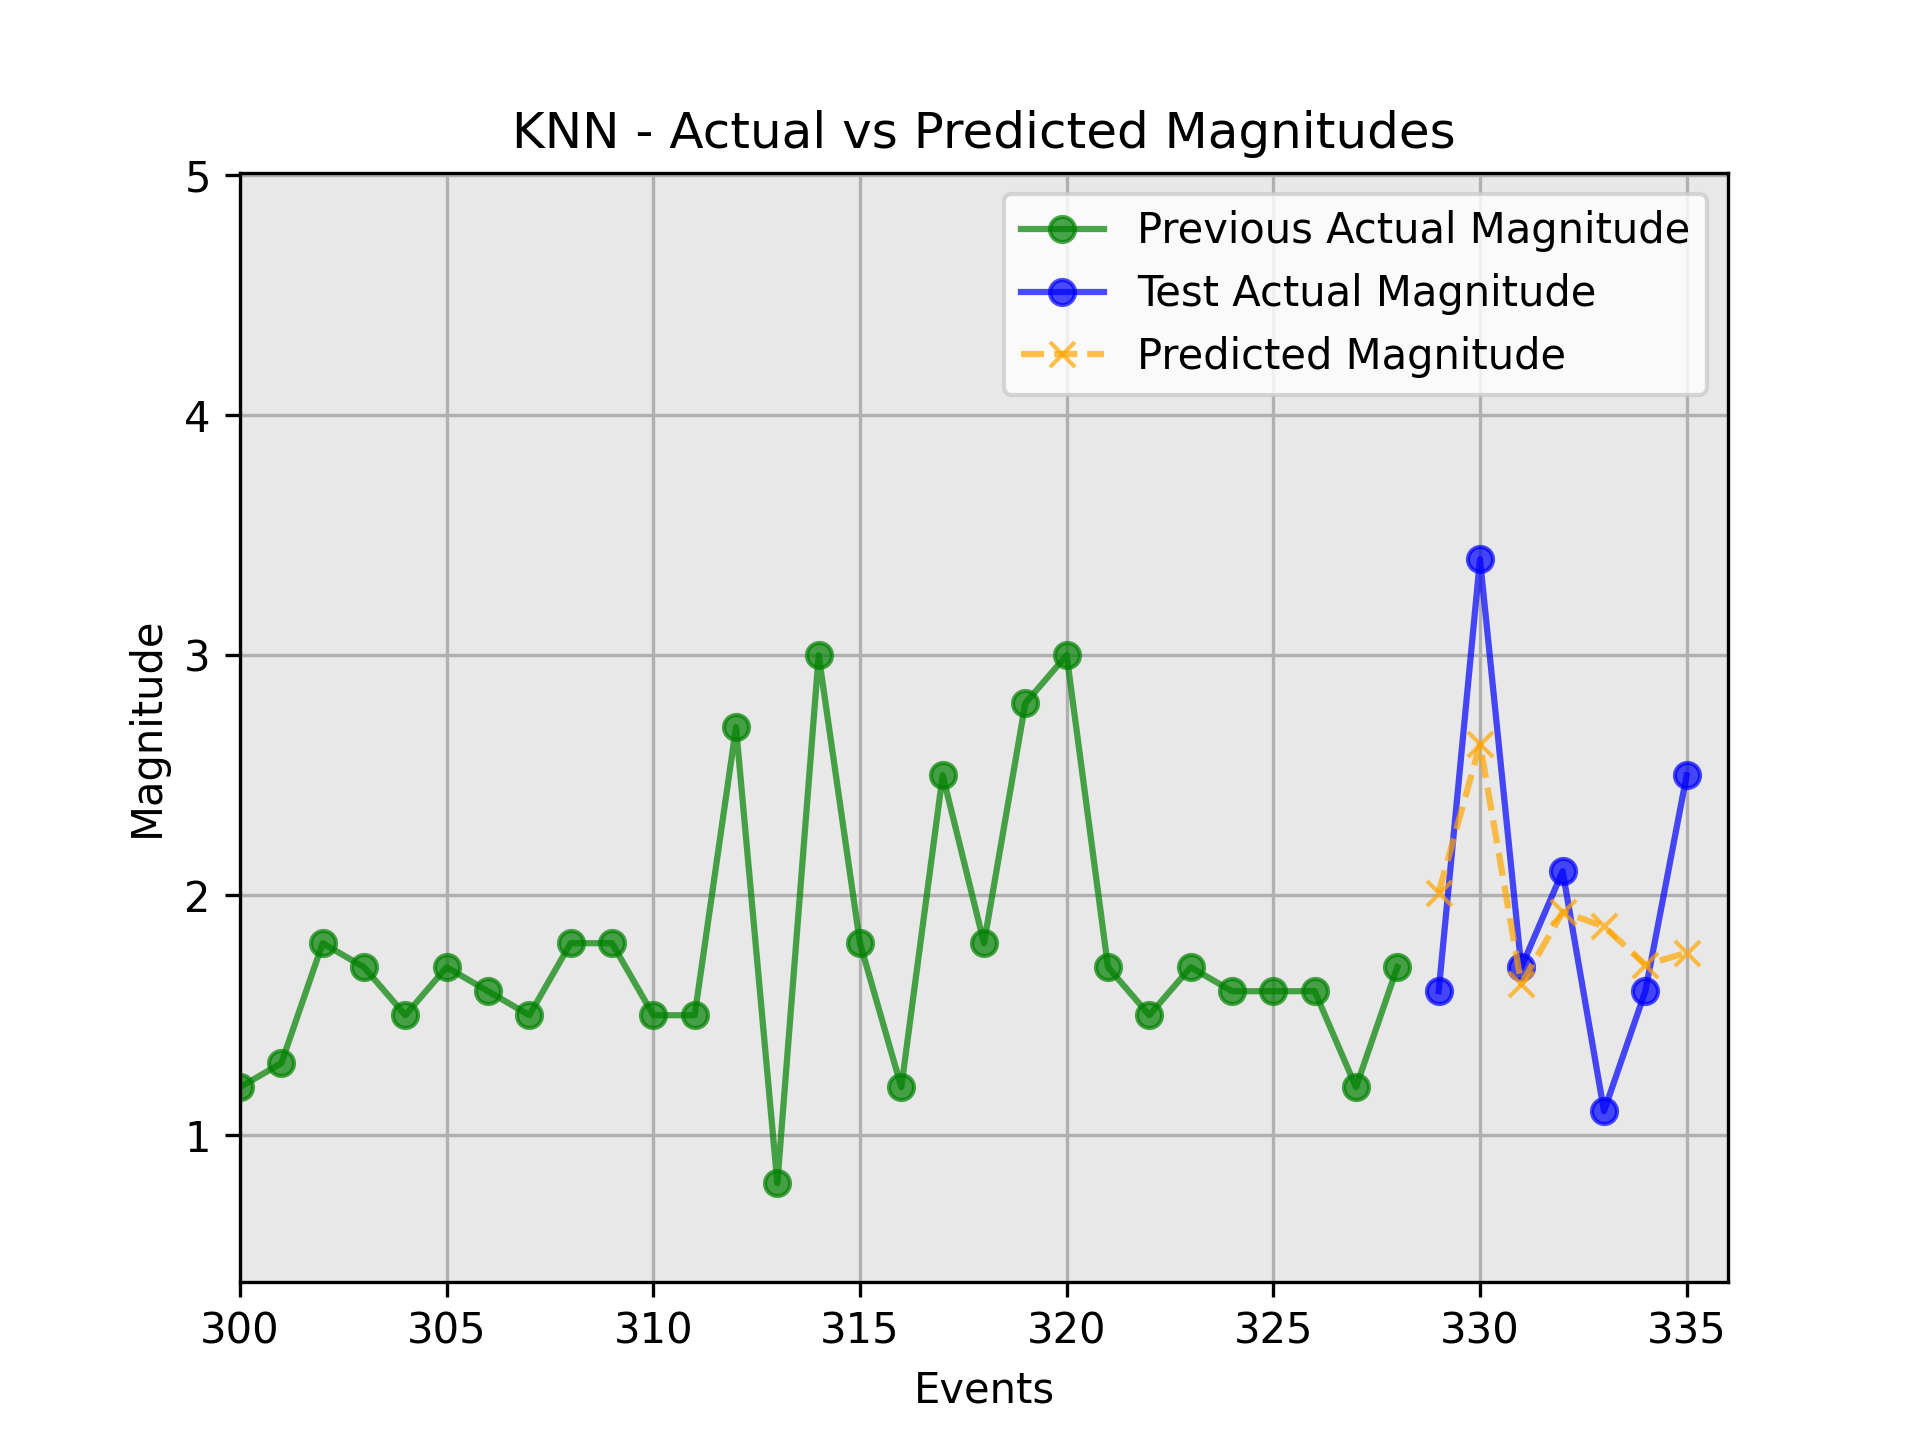 KNN - Actual vs Predicted Magnitudes
5
Previous Actual Magnitude
Test Actual Magnitude
Predicted Magnitude
4
3
2
1
Magnitude
300 305 310 315 320 325 330 335
Events